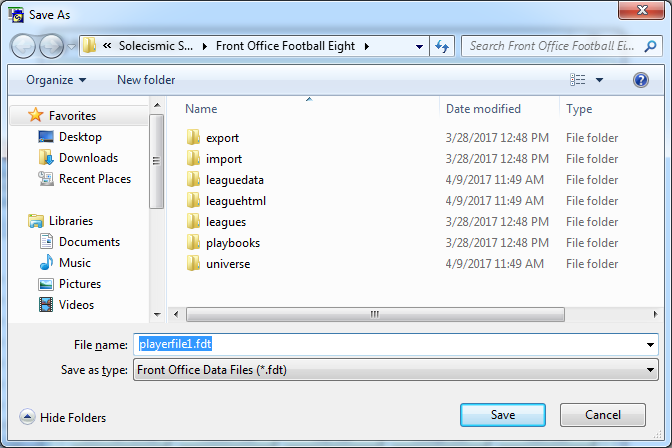 Save As
« Solecismic S... ▸ Front Office Football Eight ▸
Search Front Office Football Ei...
Organize
New folder
Name Date modified Type
Favorites
Desktop
Downloads
Recent Places
Libraries
Documents
Music
Pictures
Videos
export 3/28/2017 12:48 PM File folder
import 3/28/2017 12:48 PM File folder
leaguedata 4/9/2017 11:49 AM File folder
leaguehtml 4/9/2017 11:49 AM File folder
leagues 3/28/2017 12:48 PM File folder
playbooks 3/28/2017 12:48 PM File folder
universe 4/9/2017 11:49 AM File folder
File name: playerfile1.fdt
Save as type: Front Office Data Files (*.fdt)
Hide Folders
Save
Cancel